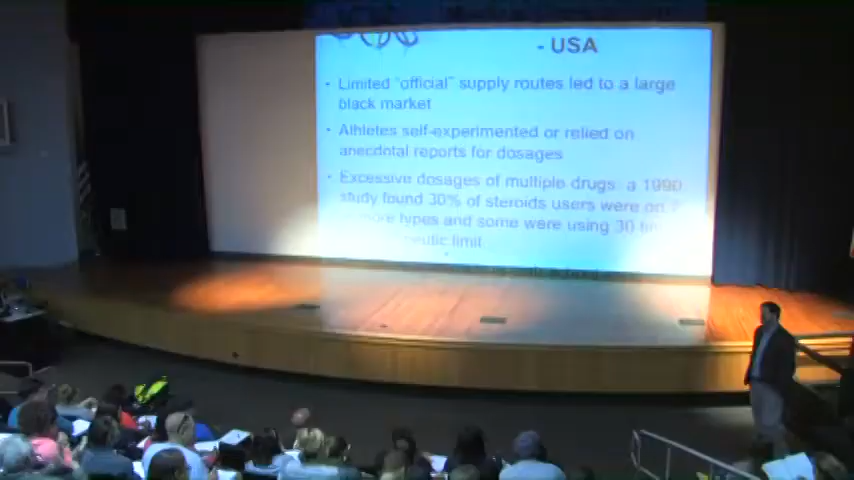 - USA
• Limited "official" supply routes led to a large
black market
• Athletes self-experimented or relied on
anecdotal reports for dosages
• Excessive dosages of multiple drugs: a 1990
study found 30% of steroids users were on
types and some were using 30
limit